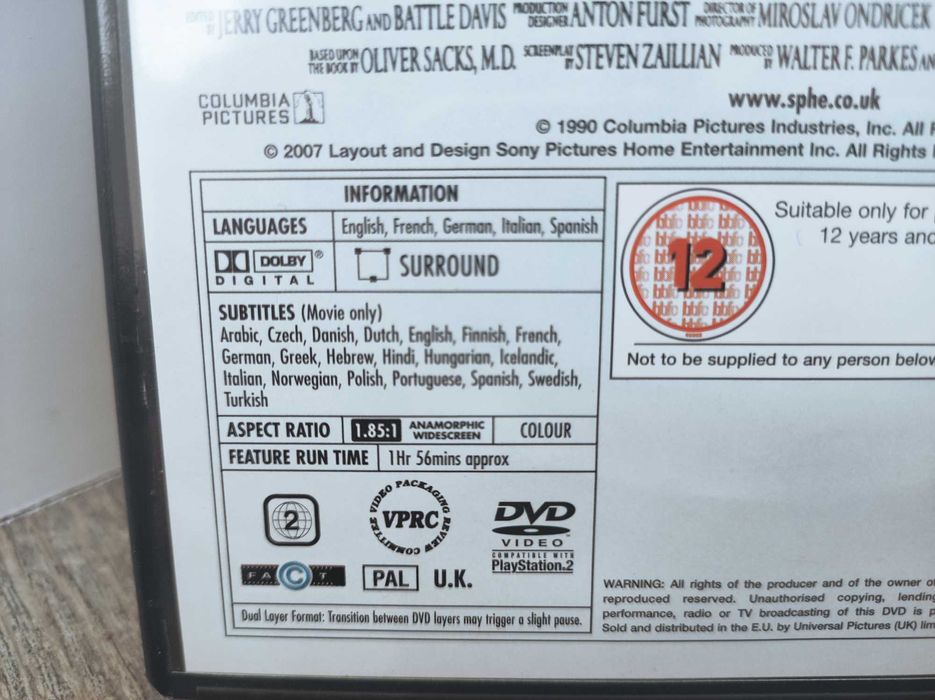 EDITED BY JERRY GREENBERG AND BATTLE DAVIS PRODUCTION DESIGNER ANTON FURST DIRECTOR OF PHOTOGRAPHY MIROSLAV ONDRICEK
BASED UPON THE BOOK BY OLIVER SACKS, M.D. SCREENPLAY BY STEVEN ZAILLIAN PRODUCED BY WALTER F. PARKES AN
COLUMBIA
PICTURES
www.sphe.co.uk
© 1990 Columbia Pictures Industries, Inc. All
© 2007 Layout and Design Sony Pictures Home Entertainment Inc. All Rights
INFORMATION
LANGUAGES English, French, German, Italian, Spanish
DOLBY®
DIGITAL
SURROUND
SUBTITLES (Movie only)
Arabic, Czech, Danish, Dutch, English, Finnish, French,
German, Greek, Hebrew, Hindi, Hungarian, Icelandic,
Italian, Norwegian, Polish, Portuguese, Spanish, Swedish,
Turkish
ASPECT RATIO 1.85:1 ANAMORPHIC WIDESCREEN COLOUR
FEATURE RUN TIME 1Hr 56mins approx
2
VIDEO PACKAGING REVIEW COMMITTEE
VPRC
DVD
VIDEO
COMPATIBLE WITH
PlayStation.2
FACT
PAL U.K.
Dual Layer Format: Transition between DVD layers may trigger a slight pause.
bbfc
12
Suitable only for
12 years and
Not to be supplied to any person below
WARNING: All rights of the producer and of the owner of
reproduced reserved. Unauthorised copying, lending
performance, radio or TV broadcasting of this DVD is
Sold and distributed in the E.U. by Universal Pictures (UK)